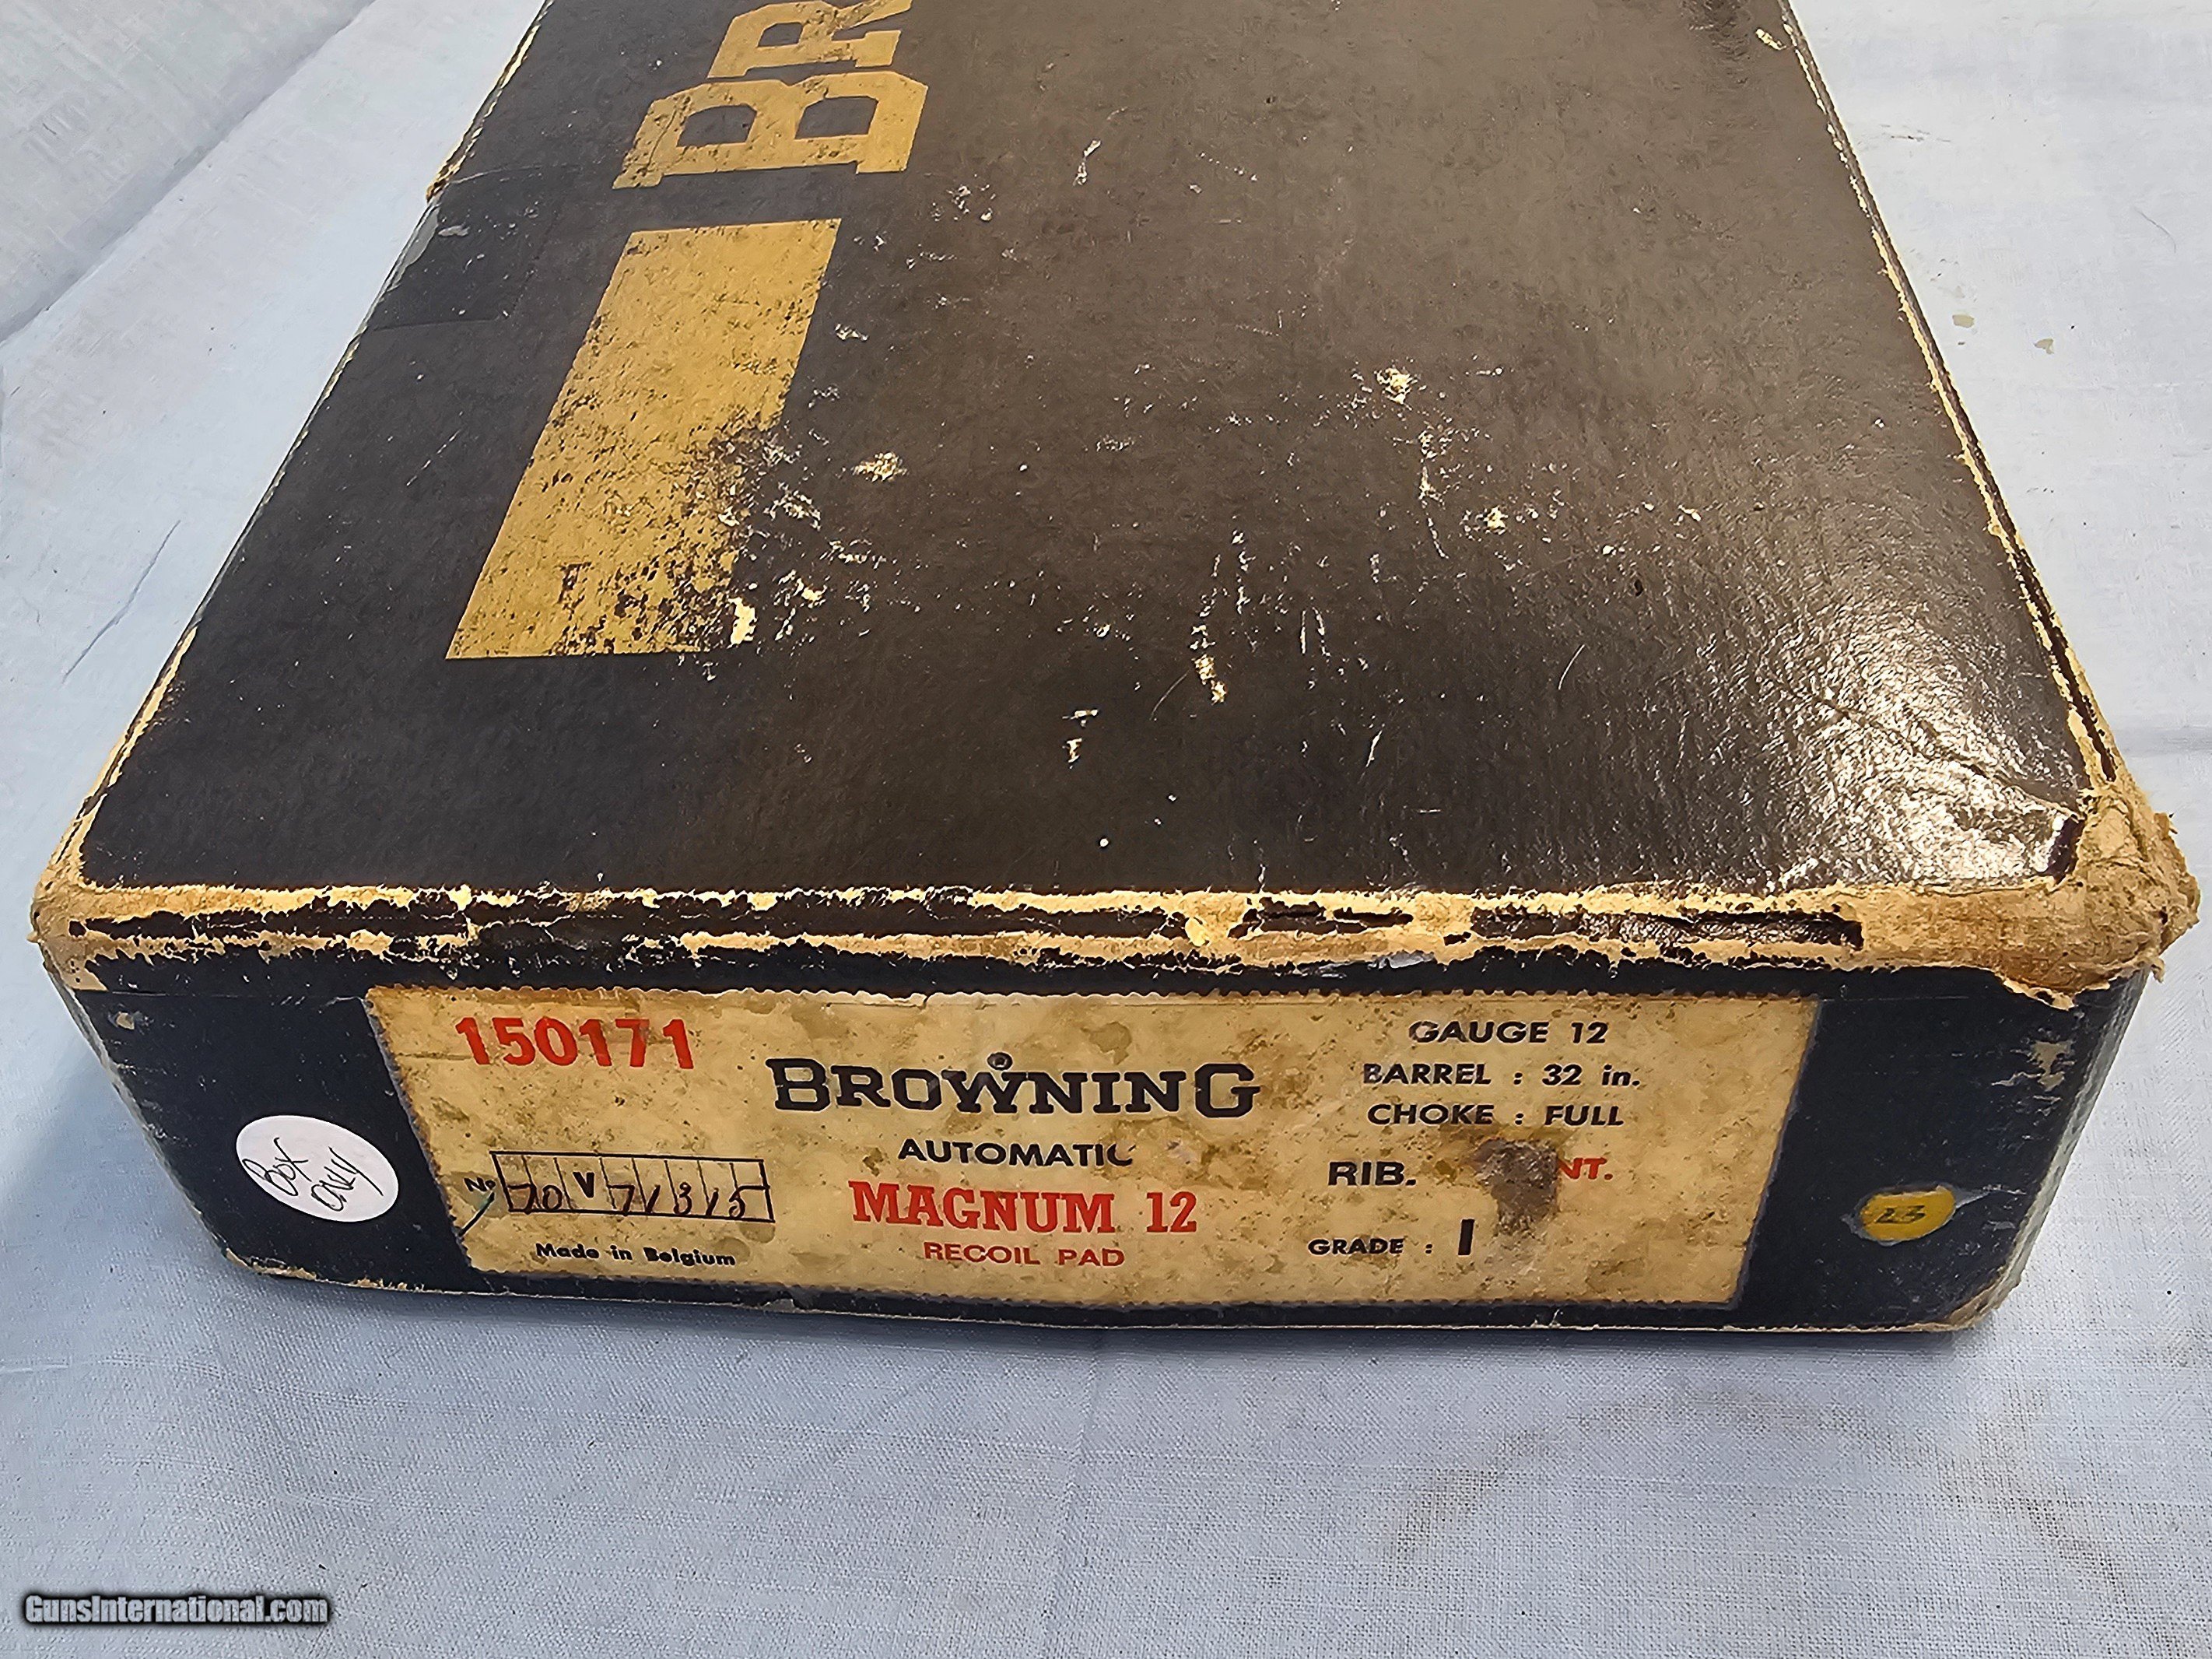 BR
150171
BROWNING
AUTOMATIC
MAGNUM 12
RECOIL PAD
No 70 V 71315
Made in Belgium
GAUGE 12
BARREL : 32 in.
CHOKE : FULL
RIB.
GRADE : I
Box
only
23
GunsInternational.com